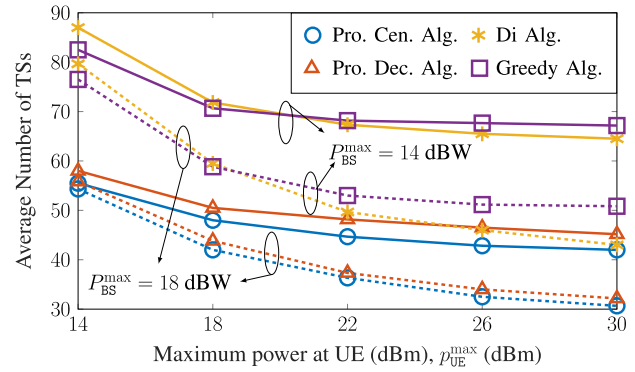 90
80
70
60
50
40
30
14
18
22
26
30
Average Number of TSs
Maximum power at UE (dBm), p_UE^max (dBm)
Pro. Cen. Alg.
Di Alg.
Pro. Dec. Alg.
Greedy Alg.
P_BS^max = 14 dBW
P_BS^max = 18 dBW